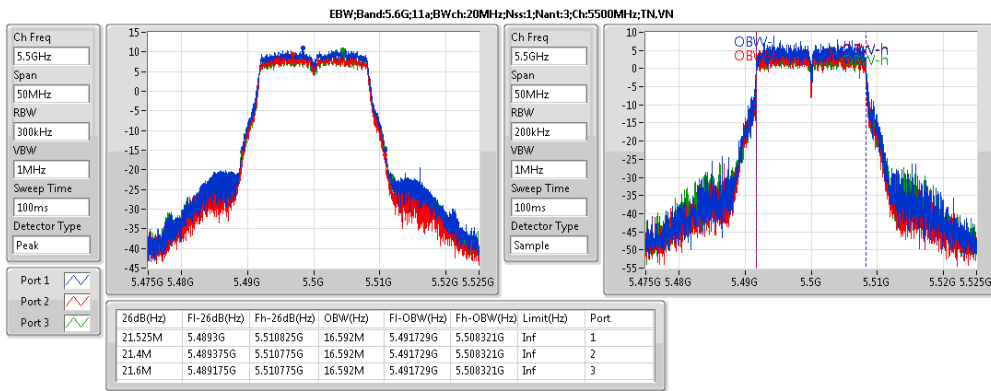 EBW;Band:5.6G;11a;BWch:20MHz;Nss:1;Nant:3;Ch:5500MHz;TN,VN
Ch Freq
5.5GHz
Span
50MHz
RBW
300kHz
VBW
1MHz
Sweep Time
100ms
Detector Type
Peak
15
10
5
0
-5
-10
-15
-20
-25
-30
-35
-40
-45
5.475G 5.48G 5.49G 5.5G 5.51G 5.52G 5.525G
Ch Freq
5.5GHz
Span
50MHz
RBW
200kHz
VBW
1MHz
Sweep Time
100ms
Detector Type
Sample
10
5
0
-5
-10
-15
-20
-25
-30
-35
-40
-45
-50
-55
5.475G 5.48G 5.49G 5.5G 5.51G 5.52G 5.525G
Port 1
Port 2
Port 3
26dB(Hz) Fl-26dB(Hz) Fh-26dB(Hz) OBW(Hz) Fl-OBW(Hz) Fh-OBW(Hz) Limit(Hz) Port
21.525M 5.4893G 5.510825G 16.592M 5.491729G 5.508321G Inf 1
21.4M 5.489375G 5.510775G 16.592M 5.491729G 5.508321G Inf 2
21.6M 5.489175G 5.510775G 16.592M 5.491729G 5.508321G Inf 3